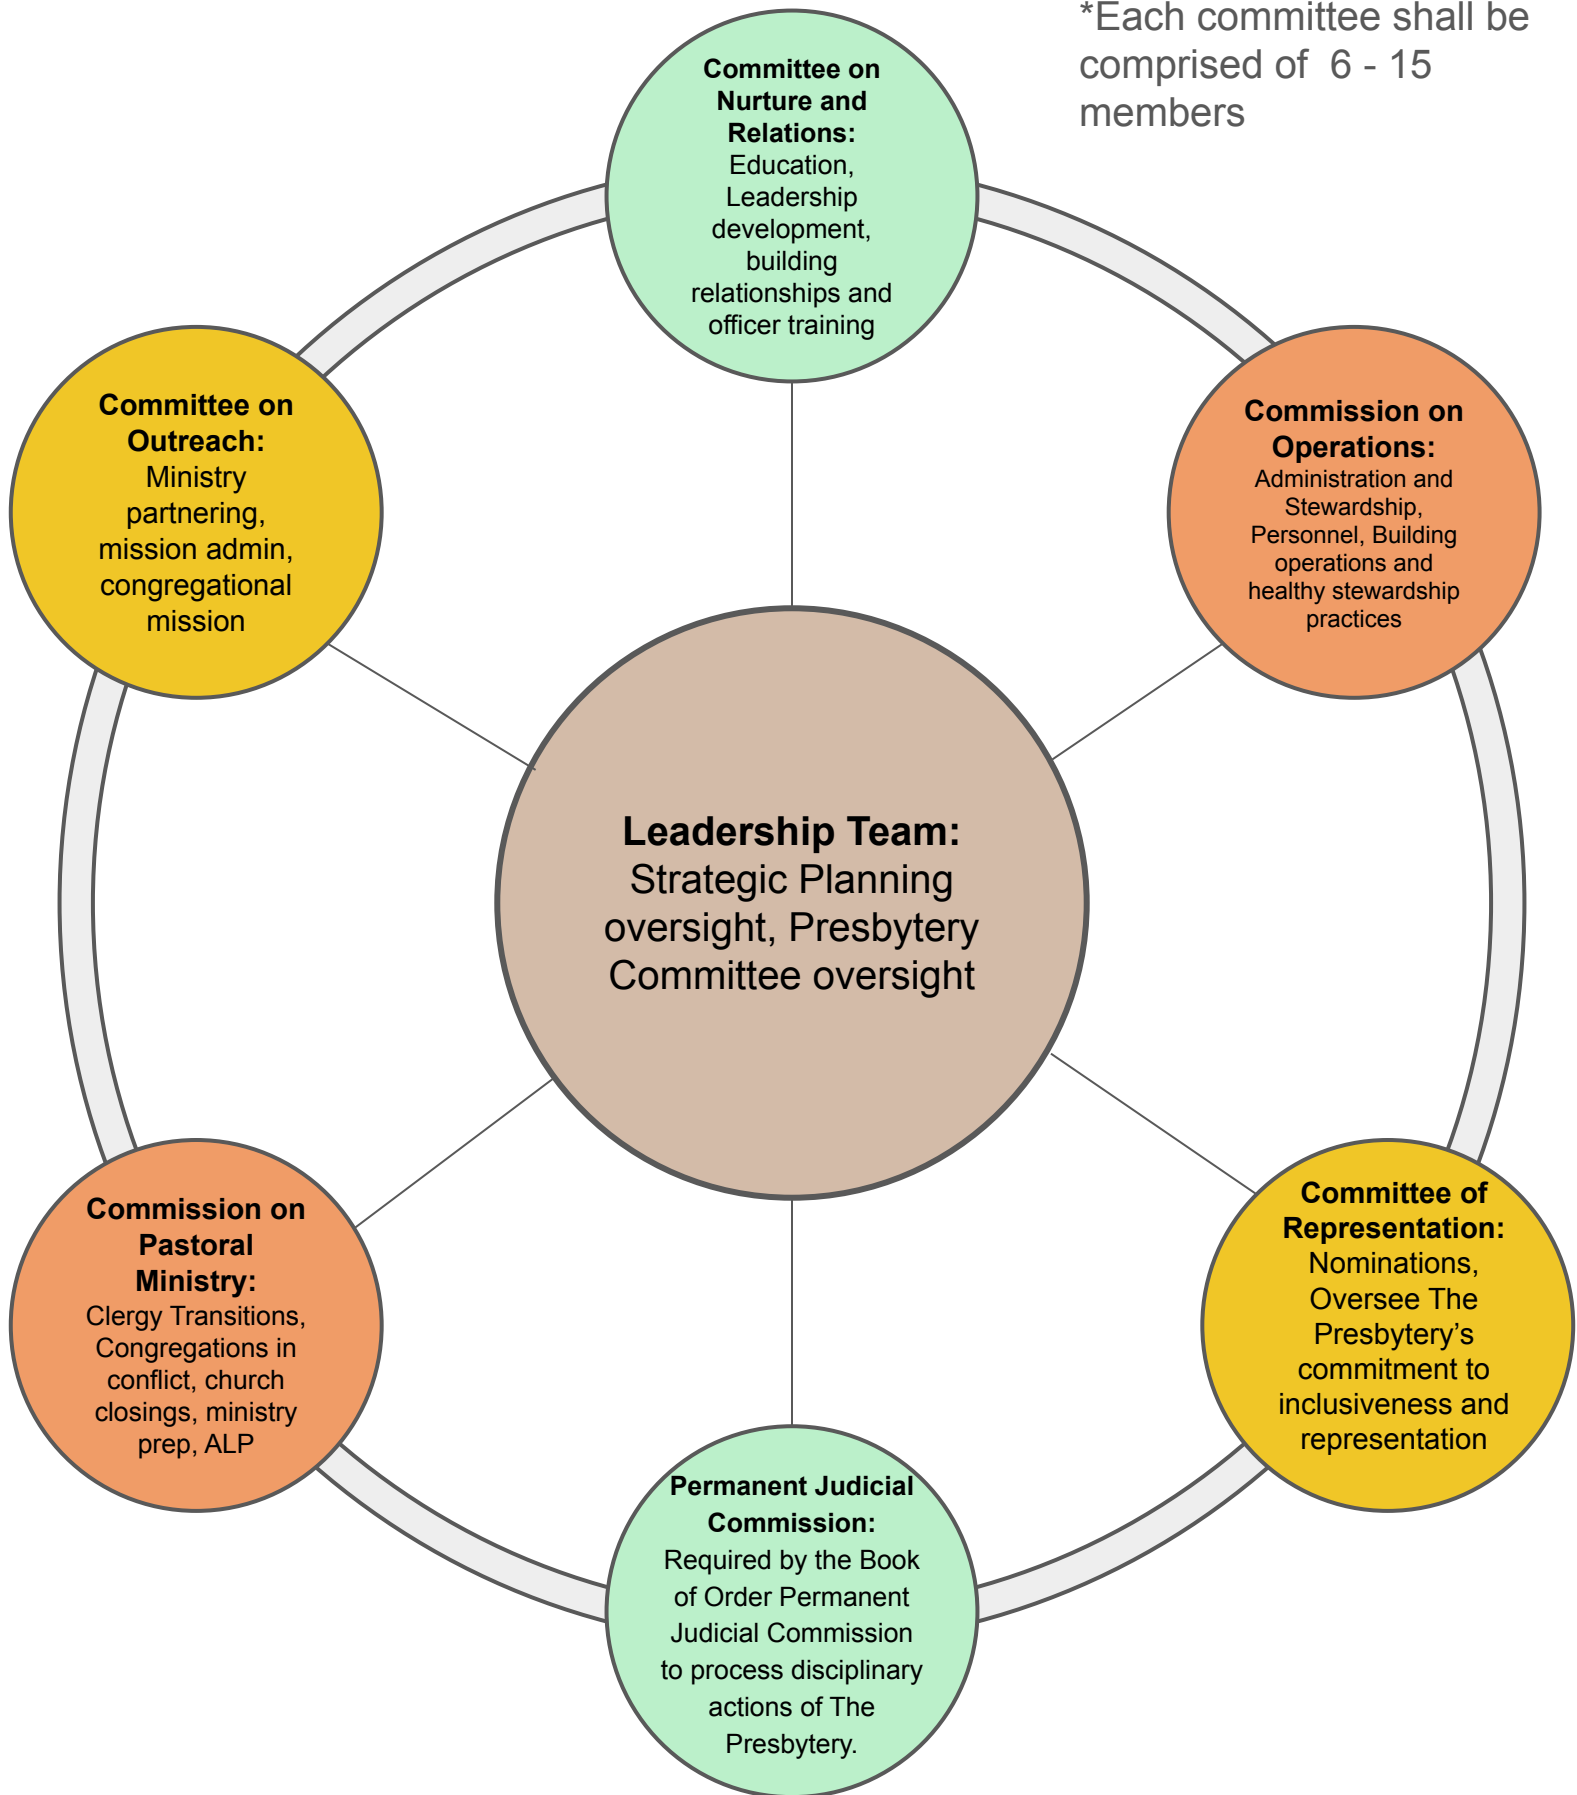 *Each committee shall be
comprised of  6 - 15
members
Committee on
Nurture and
Relations:
Education,
Leadership
development,
building
relationships and
officer training
Committee on
Outreach:
Ministry
partnering,
mission admin,
congregational
mission
Commission on
Operations:
Administration and
Stewardship,
Personnel, Building
operations and
healthy stewardship
practices
Leadership Team:
Strategic Planning
oversight, Presbytery
Committee oversight
Commission on
Pastoral
Ministry:
Clergy Transitions,
Congregations in
conflict, church
closings, ministry
prep, ALP
Committee of
Representation:
Nominations,
Oversee The
Presbytery’s
commitment to
inclusiveness and
representation
Permanent Judicial
Commission:
Required by the Book
of Order Permanent
Judicial Commission
to process disciplinary
actions of The
Presbytery.